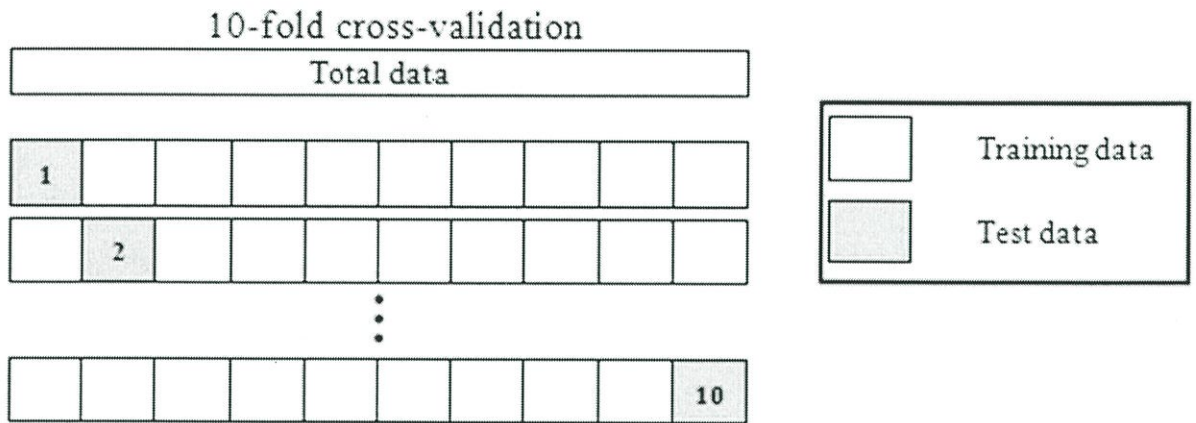 10-fold cross-validation
Total data
1
2
10
Training data
Test data